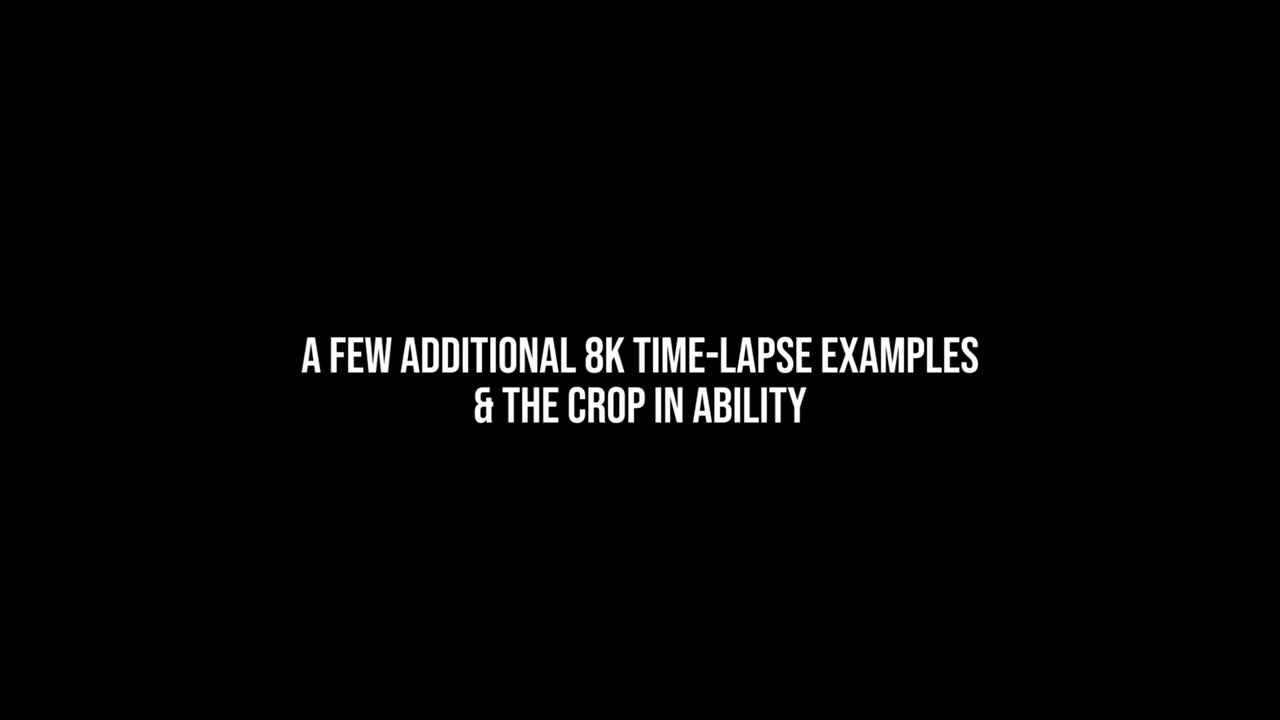 A FEW ADDITIONAL 8K TIME-LAPSE EXAMPLES
& THE CROP IN ABILITY